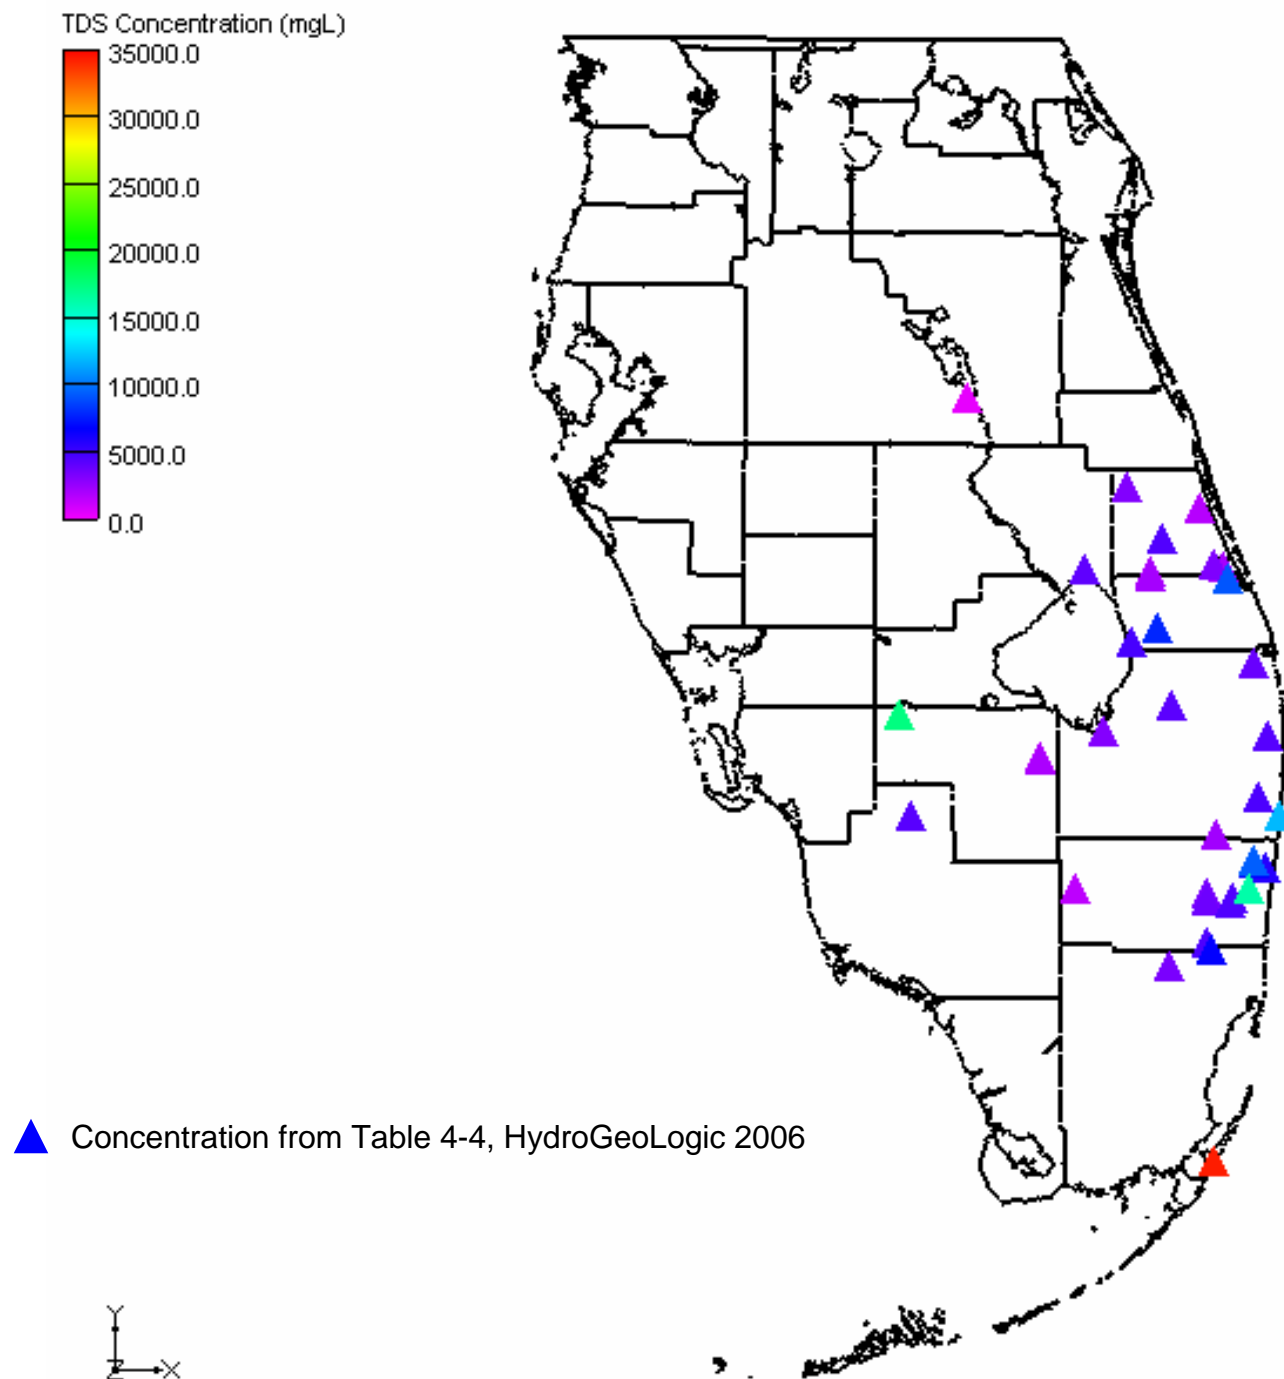 TDS Concentration (mgL)
35000.0
30000.0
25000.0
20000.0
15000.0
10000.0
5000.0
0.0
Concentration from Table 4-4, HydroGeoLogic 2006
Y
Z
X